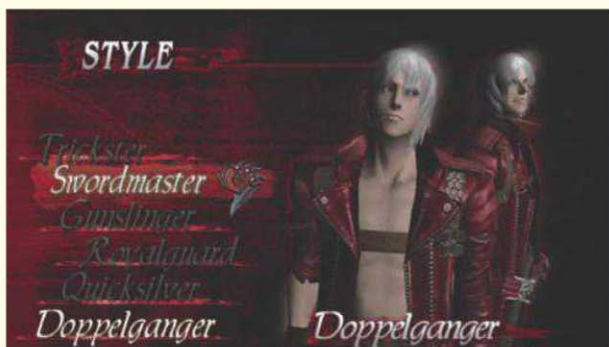 STYLE
Trickster
Swordmaster
Gunslinger
Royalguard
Quicksilver
Doppelganger
Doppelganger